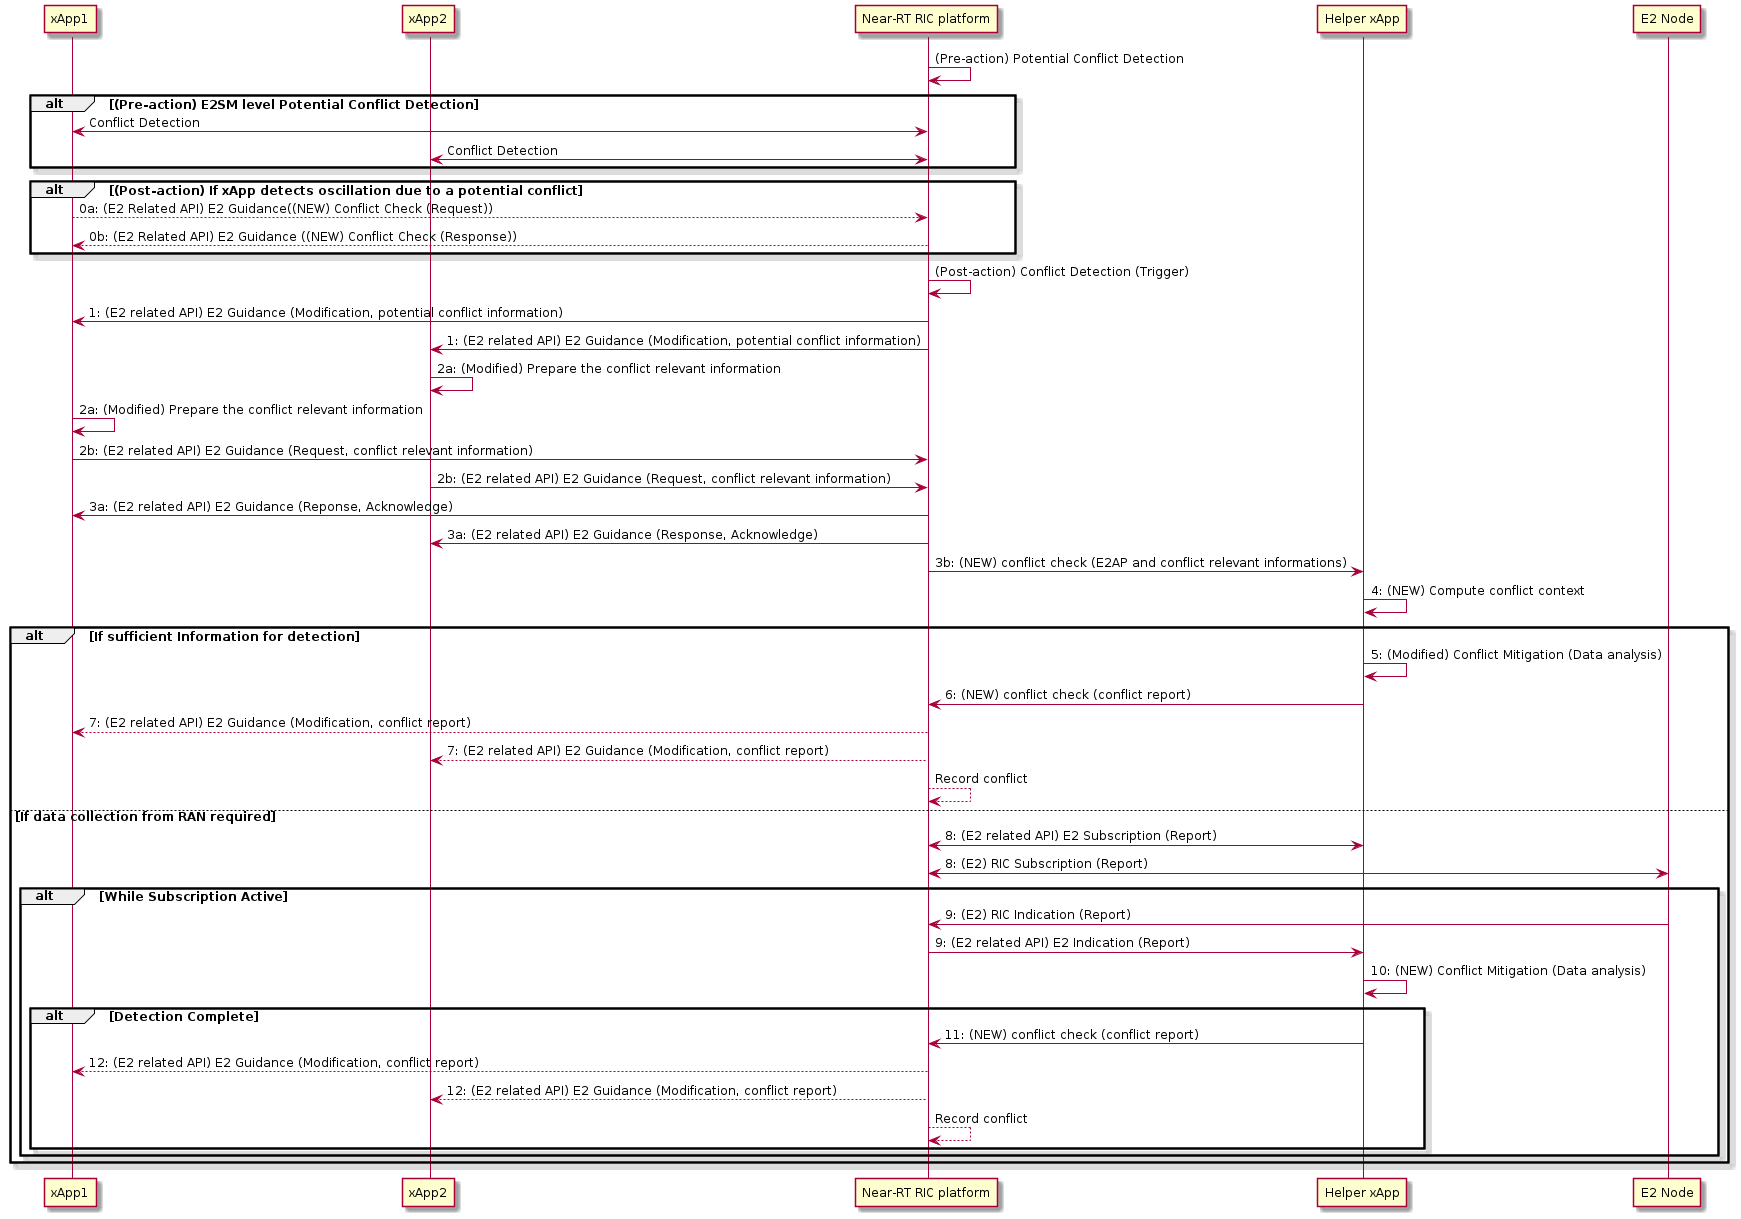 xApp1 xApp2 Near-RT RIC platform Helper xApp E2 Node
(Pre-action) Potential Conflict Detection
alt [(Pre-action) E2SM level Potential Conflict Detection]
Conflict Detection
Conflict Detection
alt [(Post-action) If xApp detects oscillation due to a potential conflict]
0a: (E2 Related API) E2 Guidance((NEW) Conflict Check (Request))
0b: (E2 Related API) E2 Guidance ((NEW) Conflict Check (Response))
(Post-action) Conflict Detection (Trigger)
1: (E2 related API) E2 Guidance (Modification, potential conflict information)
1: (E2 related API) E2 Guidance (Modification, potential conflict information)
2a: (Modified) Prepare the conflict relevant information
2a: (Modified) Prepare the conflict relevant information
2b: (E2 related API) E2 Guidance (Request, conflict relevant information)
2b: (E2 related API) E2 Guidance (Request, conflict relevant information)
3a: (E2 related API) E2 Guidance (Reponse, Acknowledge)
3a: (E2 related API) E2 Guidance (Response, Acknowledge)
3b: (NEW) conflict check (E2AP and conflict relevant informations)
4: (NEW) Compute conflict context
alt [If sufficient Information for detection]
5: (Modified) Conflict Mitigation (Data analysis)
6: (NEW) conflict check (conflict report)
7: (E2 related API) E2 Guidance (Modification, conflict report)
7: (E2 related API) E2 Guidance (Modification, conflict report)
Record conflict
[If data collection from RAN required]
8: (E2 related API) E2 Subscription (Report)
8: (E2) RIC Subscription (Report)
alt [While Subscription Active]
9: (E2) RIC Indication (Report)
9: (E2 related API) E2 Indication (Report)
10: (NEW) Conflict Mitigation (Data analysis)
alt [Detection Complete]
11: (NEW) conflict check (conflict report)
12: (E2 related API) E2 Guidance (Modification, conflict report)
12: (E2 related API) E2 Guidance (Modification, conflict report)
Record conflict
xApp1 xApp2 Near-RT RIC platform Helper xApp E2 Node